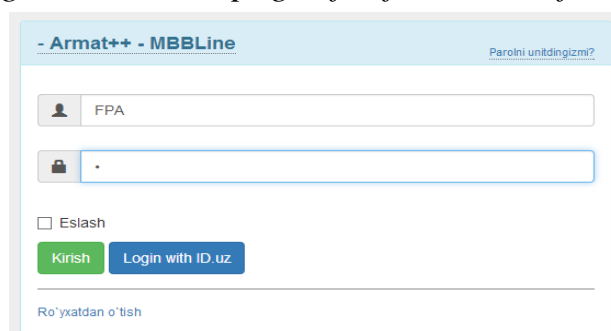 - Armat++ - MBBLine
Parolni unitdingizmi?
FPA
•
Eslash
Kirish
Login with ID.uz
Ro`yxatdan o`tish